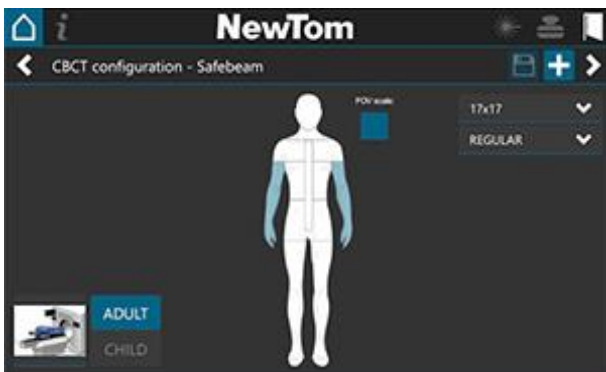 NewTom
CBCT configuration - Safebeam
FOV scale:
17x17
REGULAR
ADULT
CHILD